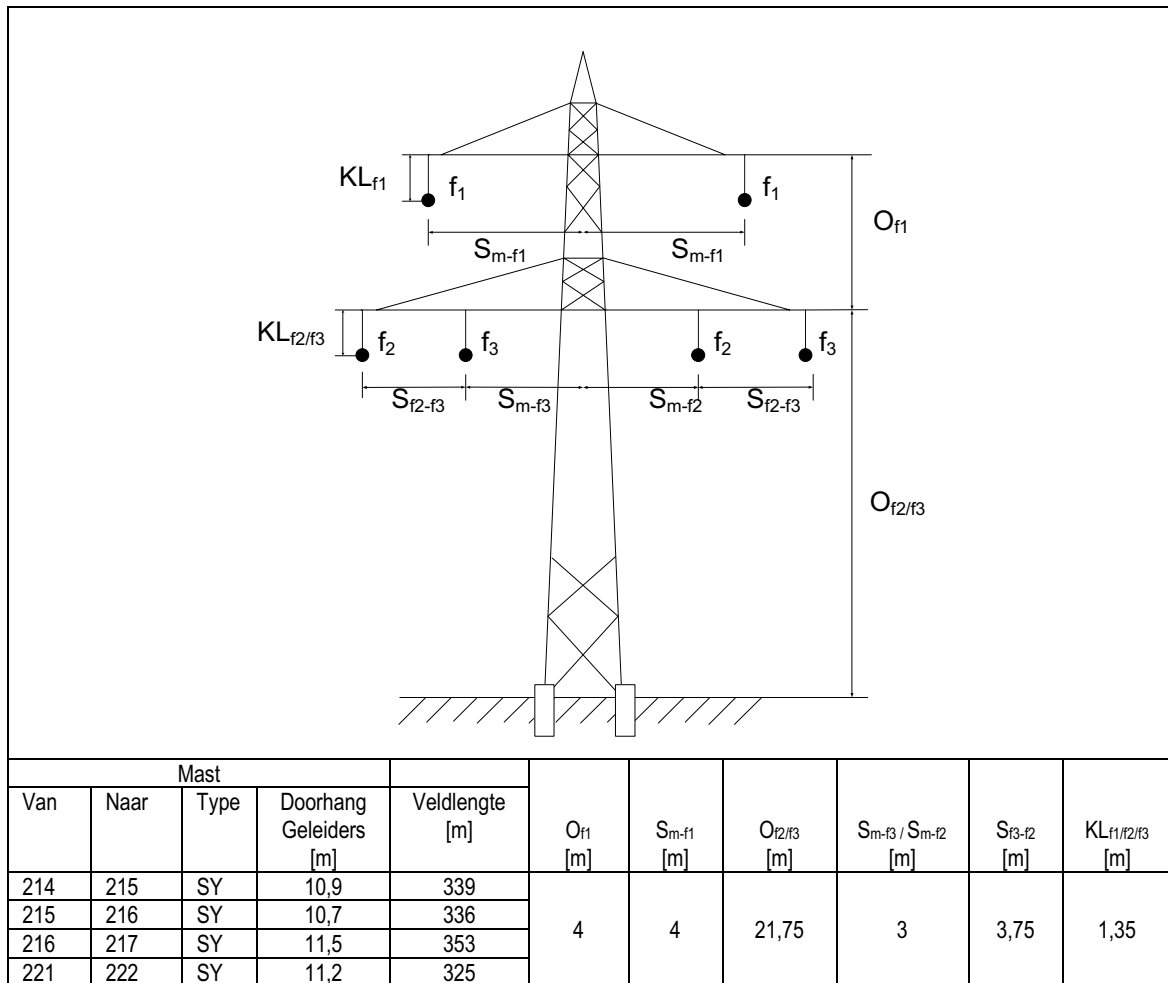 KLf1 f1 f1
Of1
Sm-f1 Sm-f1
KLf2/f3 f2 f3 f2 f3
Sf2-f3 Sm-f3 Sm-f2 Sf2-f3
Of2/f3
Mast
Van Naar Type Doorhang Geleiders [m] Veldlengte [m] Of1 [m] Sm-f1 [m] Of2/f3 [m] Sm-f3 / Sm-f2 [m] Sf3-f2 [m] KLf1/f2/f3 [m]
214 215 SY 10,9 339
215 216 SY 10,7 336
4 4 21,75 3 3,75 1,35
216 217 SY 11,5 353
221 222 SY 11,2 325